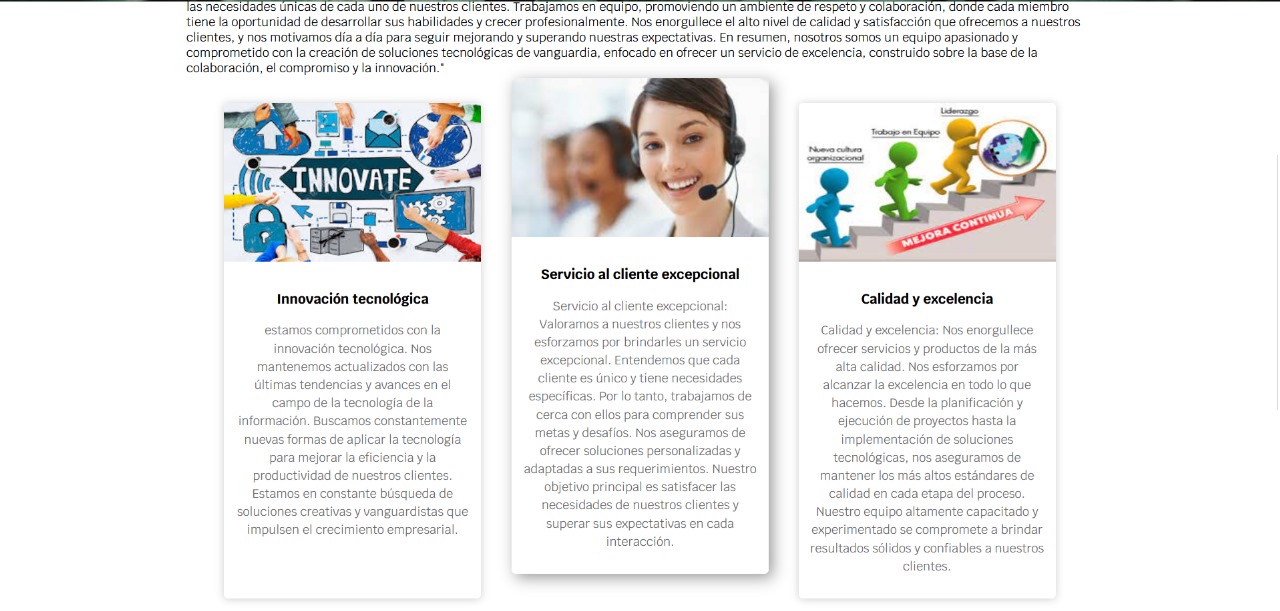 las necesidades únicas de cada uno de nuestros clientes. Trabajamos en equipo, promoviendo un ambiente de respeto y colaboración, donde cada miembro
tiene la oportunidad de desarrollar sus habilidades y crecer profesionalmente. Nos enorgullece el alto nivel de calidad y satisfacción que ofrecemos a nuestros
clientes, y nos motivamos día a día para seguir mejorando y superando nuestras expectativas. En resumen, nosotros somos un equipo apasionado y
comprometido con la creación de soluciones tecnológicas de vanguardia, enfocado en ofrecer un servicio de excelencia, construido sobre la base de la
colaboración, el compromiso y la innovación."
INNOVATE
Innovación tecnológica
estamos comprometidos con la
innovación tecnológica. Nos
mantenemos actualizados con las
últimas tendencias y avances en el
campo de la tecnología de la
información. Buscamos constantemente
nuevas formas de aplicar la tecnología
para mejorar la eficiencia y la
productividad de nuestros clientes.
Estamos en constante búsqueda de
soluciones creativas y vanguardistas que
impulsen el crecimiento empresarial.
Servicio al cliente excepcional
Servicio al cliente excepcional:
Valoramos a nuestros clientes y nos
esforzamos por brindarles un servicio
excepcional. Entendemos que cada
cliente es único y tiene necesidades
específicas. Por lo tanto, trabajamos de
cerca con ellos para comprender sus
metas y desafíos. Nos aseguramos de
ofrecer soluciones personalizadas y
adaptadas a sus requerimientos. Nuestro
objetivo principal es satisfacer las
necesidades de nuestros clientes y
superar sus expectativas en cada
interacción.
Liderazgo
Trabajo en Equipo
Nueva cultura
organizacional
MEJORA CONTINUA
Calidad y excelencia
Calidad y excelencia: Nos enorgullece
ofrecer servicios y productos de la más
alta calidad. Nos esforzamos por
alcanzar la excelencia en todo lo que
hacemos. Desde la planificación y
ejecución de proyectos hasta la
implementación de soluciones
tecnológicas, nos aseguramos de
mantener los más altos estándares de
calidad en cada etapa del proceso.
Nuestro equipo altamente capacitado y
experimentado se compromete a brindar
resultados sólidos y confiables a nuestros
clientes.